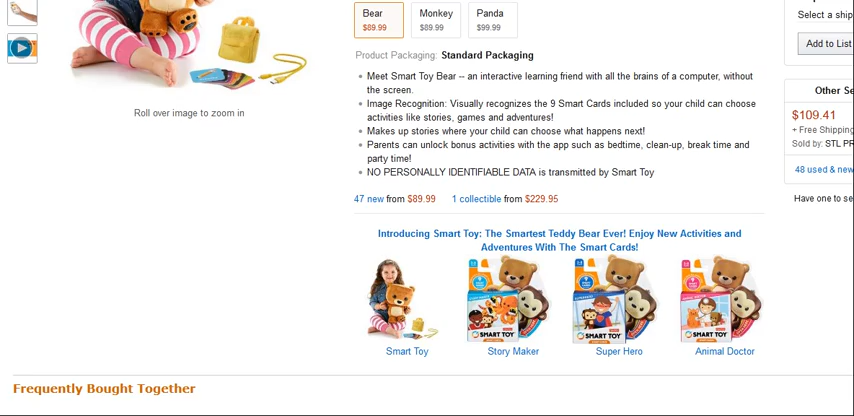 Bear
$89.99
Monkey
$89.99
Panda
$99.99
Product Packaging: Standard Packaging
Meet Smart Toy Bear -- an interactive learning friend with all the brains of a computer, without
the screen.
Image Recognition: Visually recognizes the 9 Smart Cards included so your child can choose
activities like stories, games and adventures!
Makes up stories where your child can choose what happens next!
Parents can unlock bonus activities with the app such as bedtime, clean-up, break time and
party time!
NO PERSONALLY IDENTIFIABLE DATA is transmitted by Smart Toy
47 new from $89.99 1 collectible from $229.95
Roll over image to zoom in
Introducing Smart Toy: The Smartest Teddy Bear Ever! Enjoy New Activities and
Adventures With The Smart Cards!
SMART TOY
SMART TOY
SMART TOY
Smart Toy
Story Maker
Super Hero
Animal Doctor
Select a ship
Add to List
Other Se
$109.41
+ Free Shipping
Sold by: STL PR
48 used & new
Have one to se
Frequently Bought Together